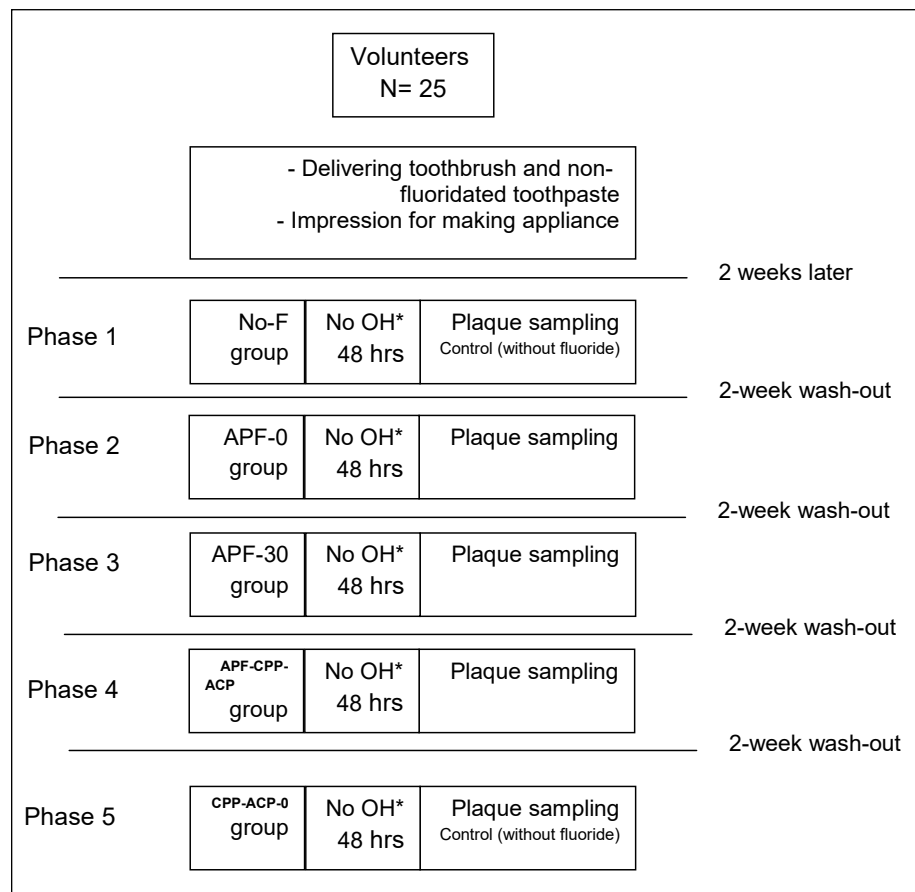 Volunteers
N= 25
- Delivering toothbrush and non-
fluoridated toothpaste
- Impression for making appliance
2 weeks later
Phase 1
No-F
group
No OH*
48 hrs
Plaque sampling
Control (without fluoride)
2-week wash-out
Phase 2
APF-0
group
No OH*
48 hrs
Plaque sampling
2-week wash-out
Phase 3
APF-30
group
No OH*
48 hrs
Plaque sampling
2-week wash-out
Phase 4
APF-CPP-
ACP
group
No OH*
48 hrs
Plaque sampling
2-week wash-out
Phase 5
CPP-ACP-0
group
No OH*
48 hrs
Plaque sampling
Control (without fluoride)